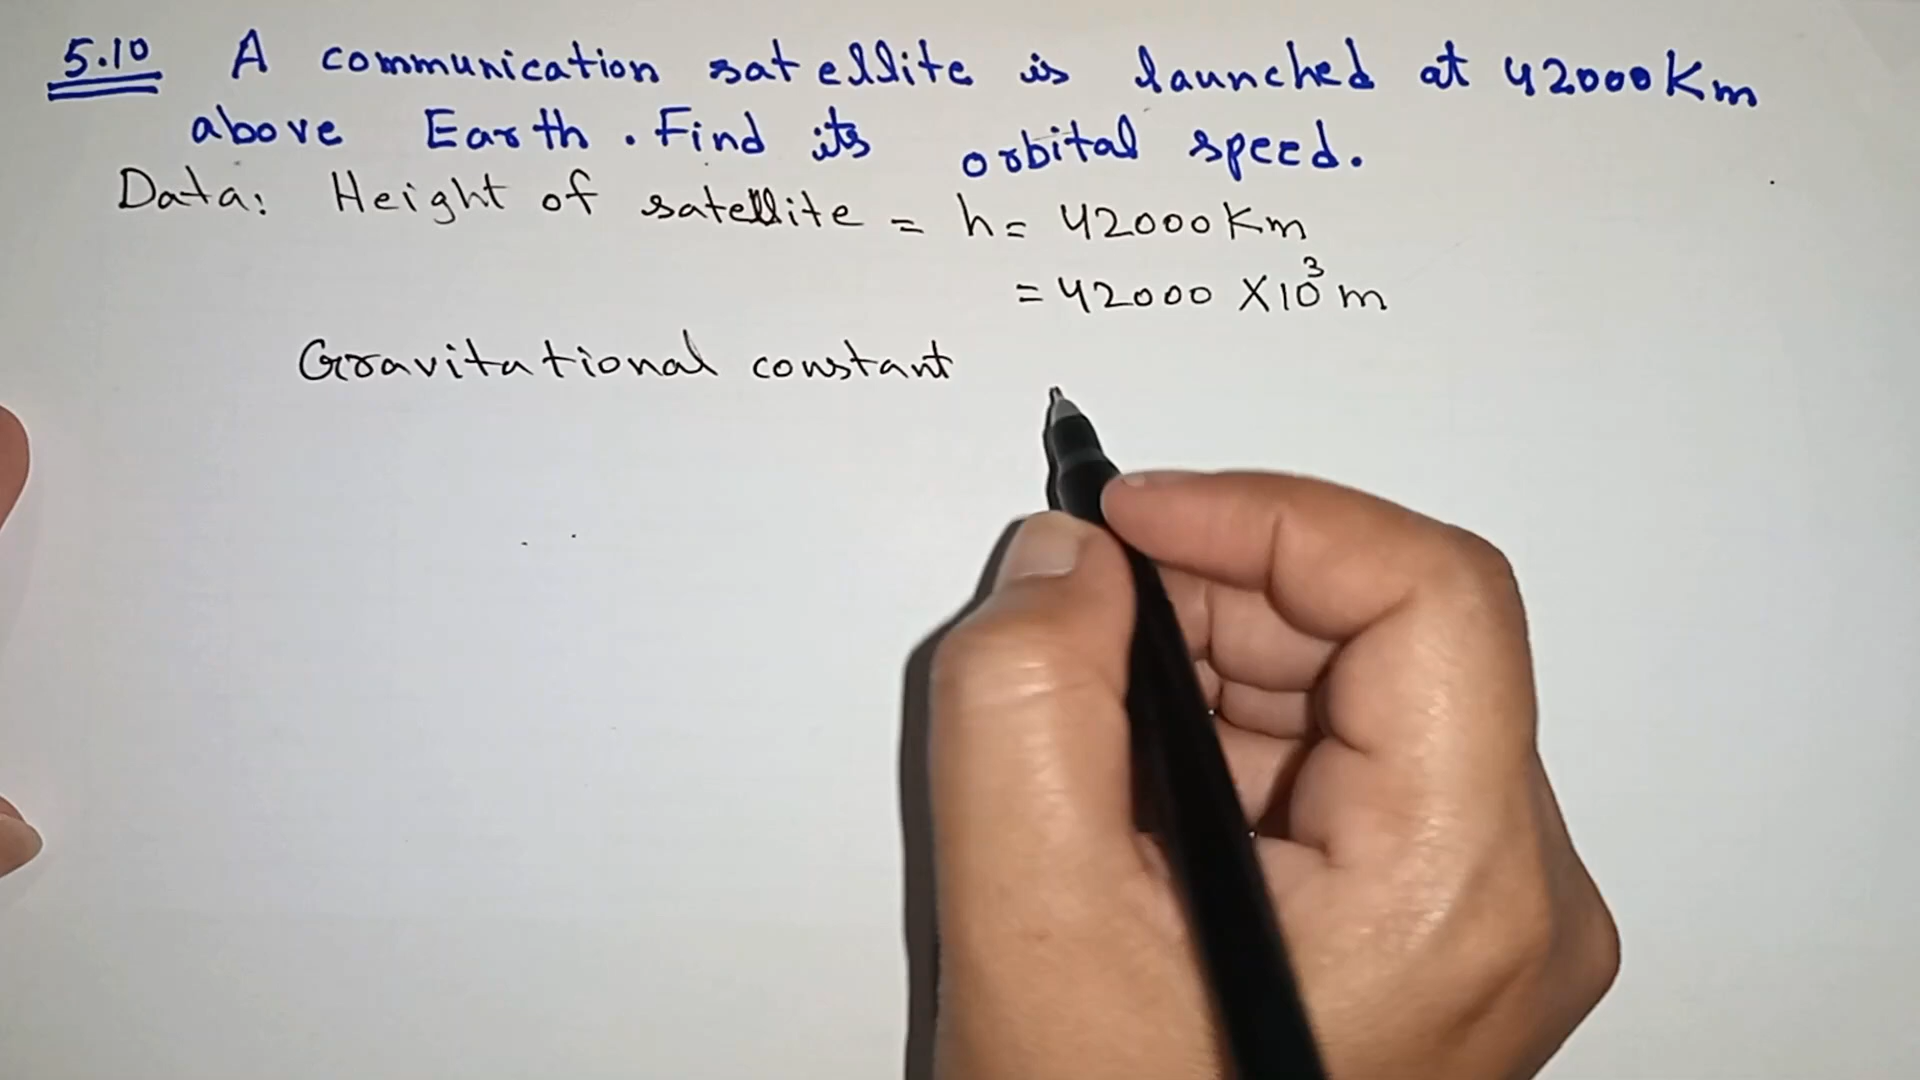 5.10 A communication satellite is launched at 42000 Km
above Earth. Find its orbital speed.
Data: Height of satellite = h = 42000 Km
= 42000 X 10³ m
Gravitational constant